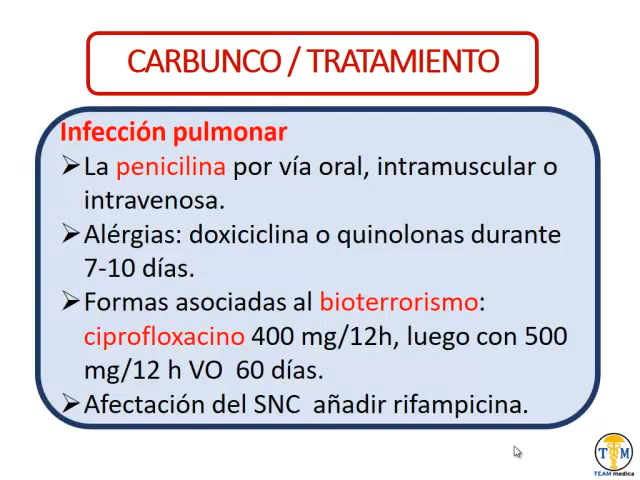 CARBUNCO / TRATAMIENTO
Infección pulmonar
➢La penicilina por vía oral, intramuscular o
intravenosa.
➢Alérgias: doxiciclina o quinolonas durante
7-10 días.
➢Formas asociadas al bioterrorismo:
ciprofloxacino 400 mg/12h, luego con 500
mg/12 h VO 60 días.
➢Afectación del SNC añadir rifampicina.
T M
TEAM medica